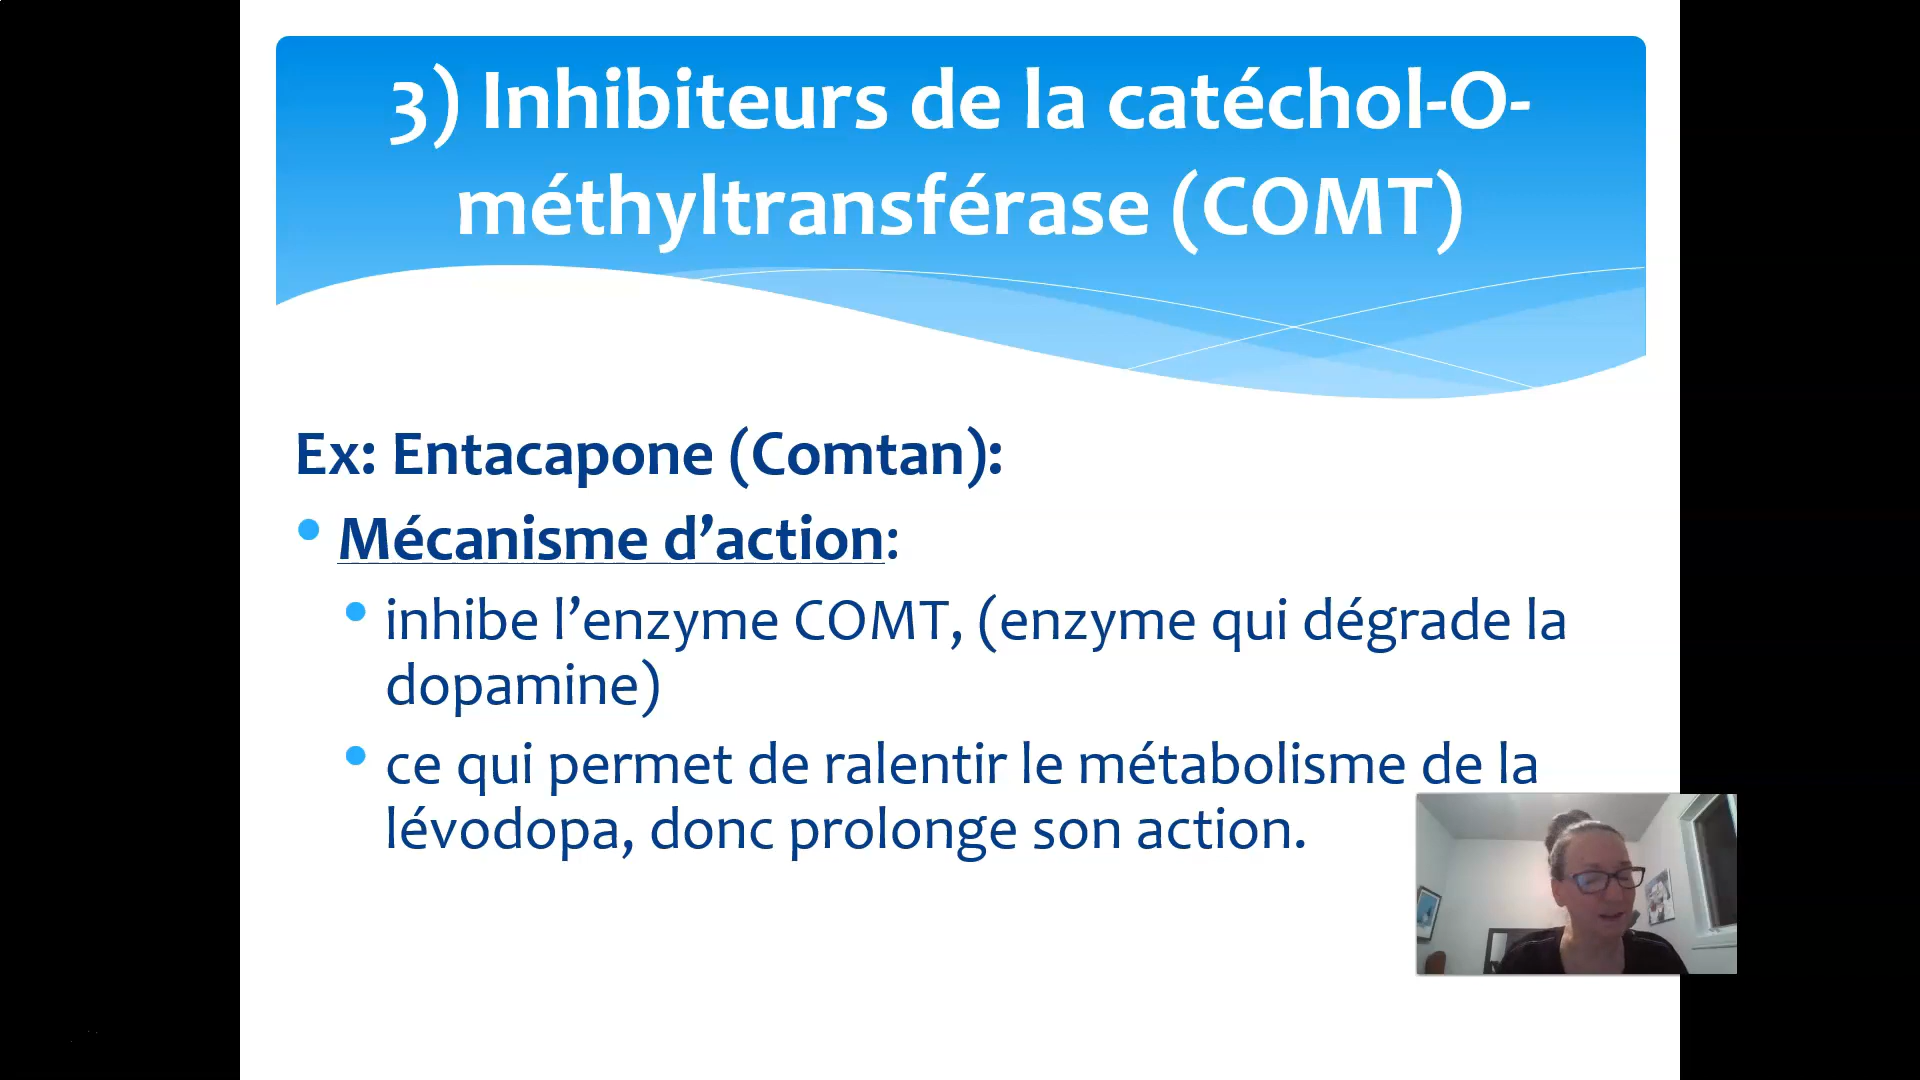 3) Inhibiteurs de la catéchol-O-
méthyltransférase (COMT)
Ex: Entacapone (Comtan):
• Mécanisme d’action:
• inhibe l’enzyme COMT, (enzyme qui dégrade la
dopamine)
• ce qui permet de ralentir le métabolisme de la
lévodopa, donc prolonge son action.